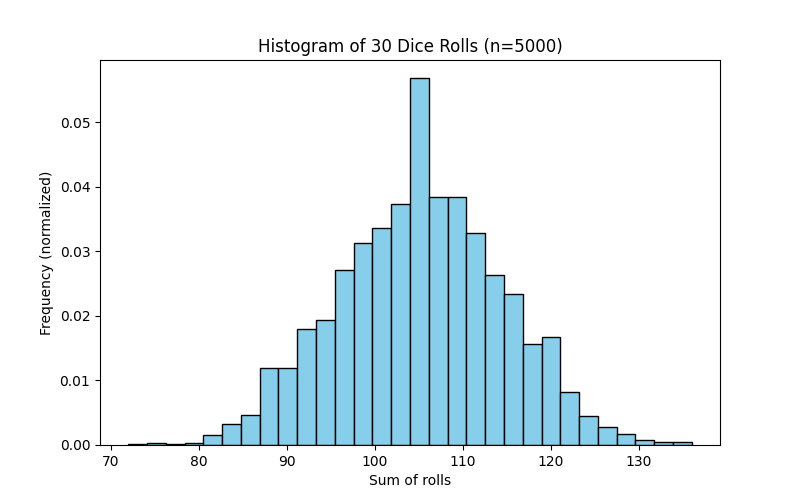 Histogram of 30 Dice Rolls (n=5000)
Frequency (normalized)
0.05
0.04
0.03
0.02
0.01
0.00
70 80 90 100 110 120 130
Sum of rolls